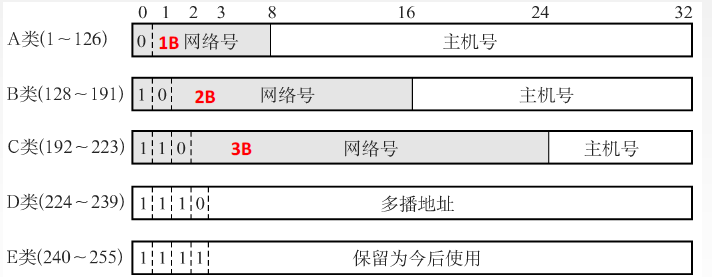 0 1 2 3 8 16 24 32
A类(1～126) 0 1B 网络号 主机号
B类(128～191) 1 0 2B 网络号 主机号
C类(192～223) 1 1 0 3B 网络号 主机号
D类(224～239) 1 1 1 0 多播地址
E类(240～255) 1 1 1 1 保留为今后使用